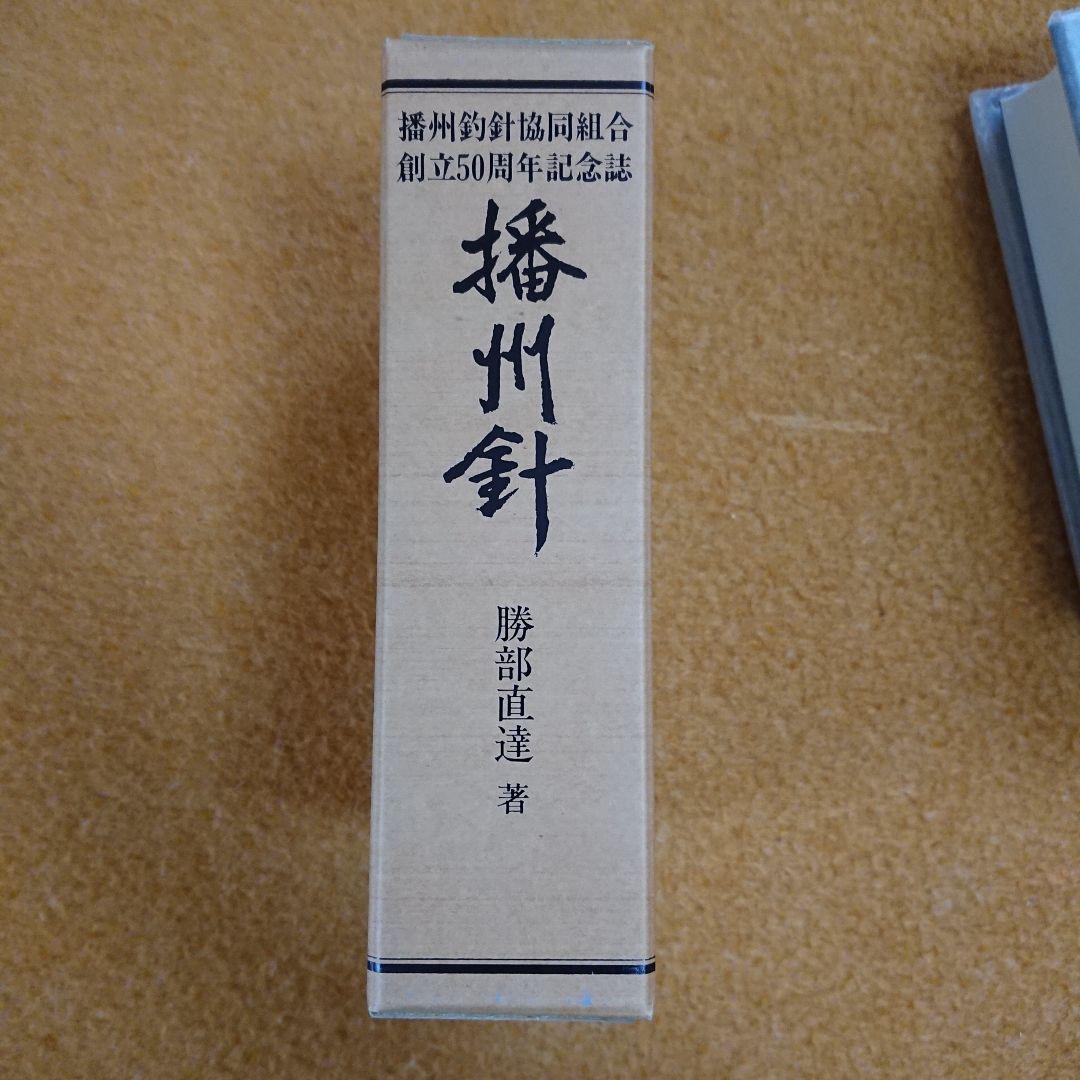 播州釣針協同組合
創立50周年記念誌
播州針
勝部直達 著